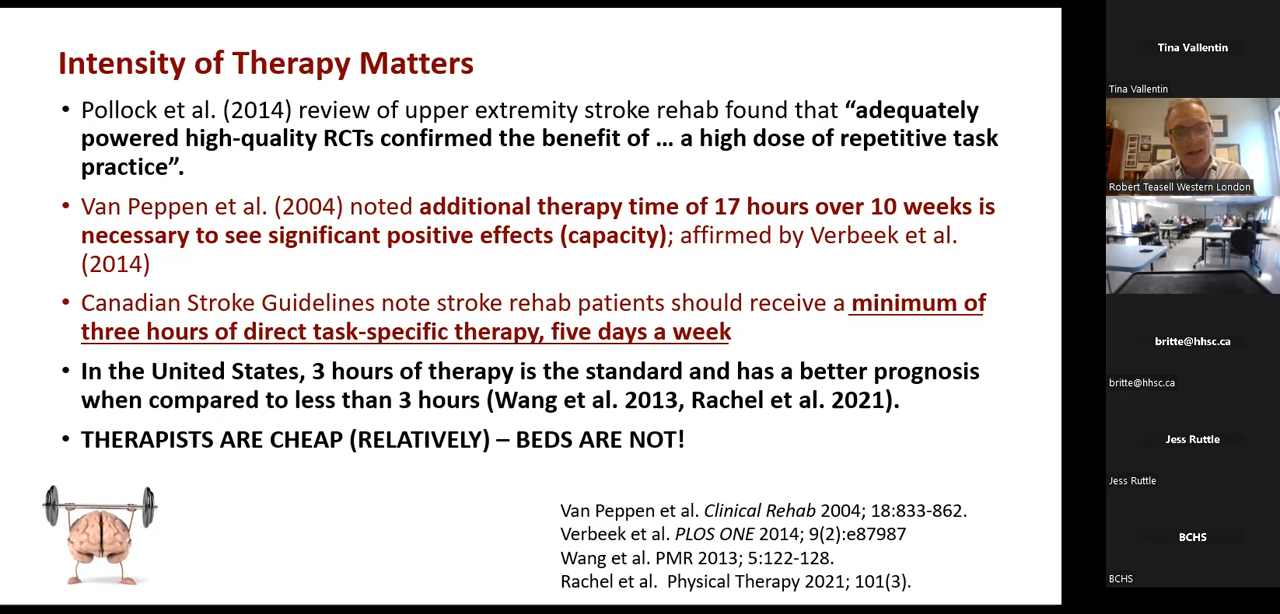 Intensity of Therapy Matters
• Pollock et al. (2014) review of upper extremity stroke rehab found that “adequately
powered high-quality RCTs confirmed the benefit of … a high dose of repetitive task
practice”.
• Van Peppen et al. (2004) noted additional therapy time of 17 hours over 10 weeks is
necessary to see significant positive effects (capacity); affirmed by Verbeek et al.
(2014)
• Canadian Stroke Guidelines note stroke rehab patients should receive a minimum of
three hours of direct task-specific therapy, five days a week
• In the United States, 3 hours of therapy is the standard and has a better prognosis
when compared to less than 3 hours (Wang et al. 2013, Rachel et al. 2021).
• THERAPISTS ARE CHEAP (RELATIVELY) – BEDS ARE NOT!
Van Peppen et al. Clinical Rehab 2004; 18:833-862.
Verbeek et al. PLOS ONE 2014; 9(2):e87987
Wang et al. PMR 2013; 5:122-128.
Rachel et al.  Physical Therapy 2021; 101(3).
Tina Vallentin
Tina Vallentin
Robert Teasell Western London
britte@hhsc.ca
britte@hhsc.ca
Jess Ruttle
Jess Ruttle
BCHS
BCHS